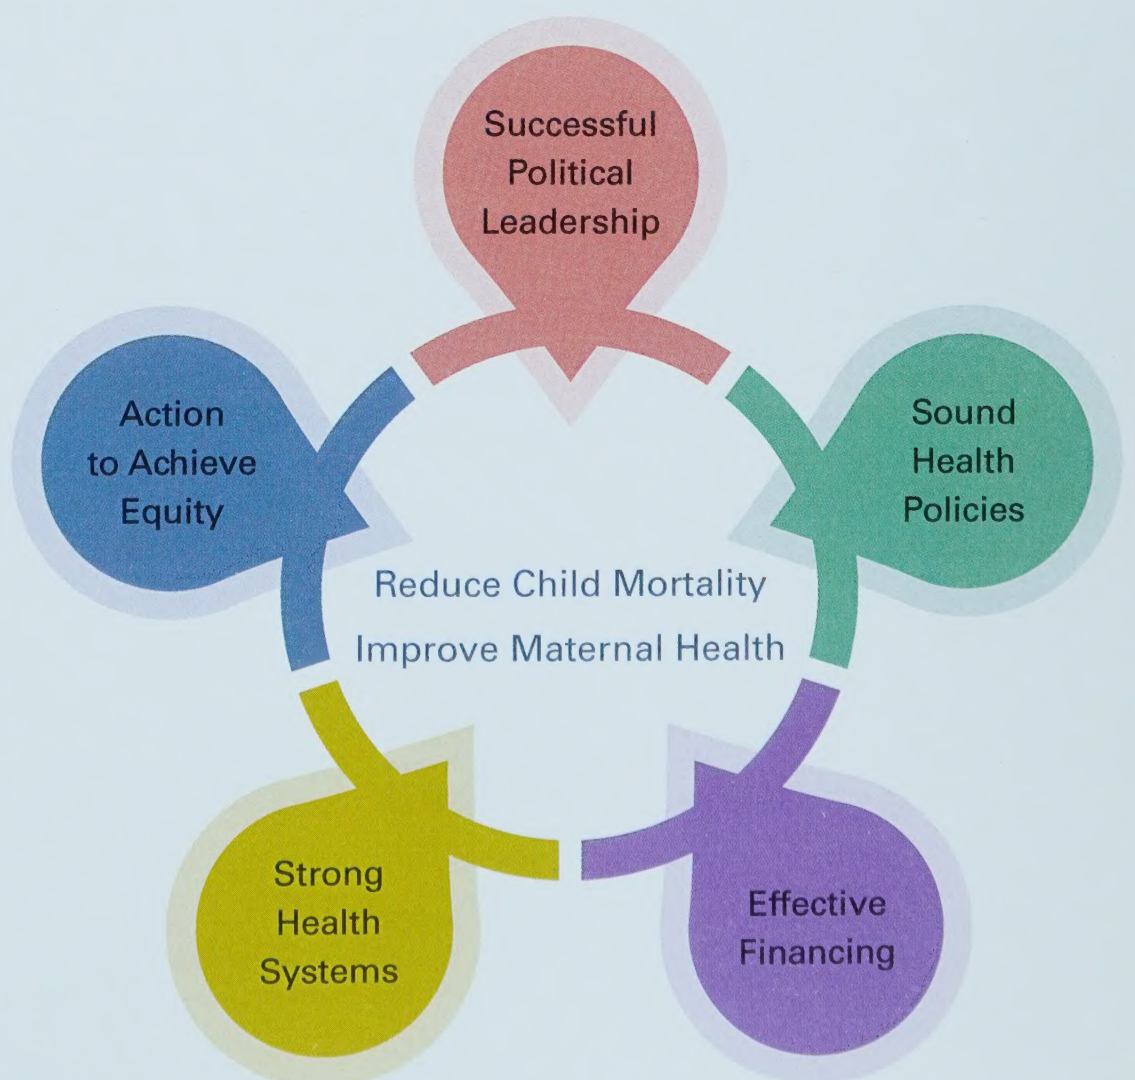 Successful
Political
Leadership
Action
to Achieve
Equity
Sound
Health
Policies
Reduce Child Mortality
Improve Maternal Health
Strong
Health
Systems
Effective
Financing